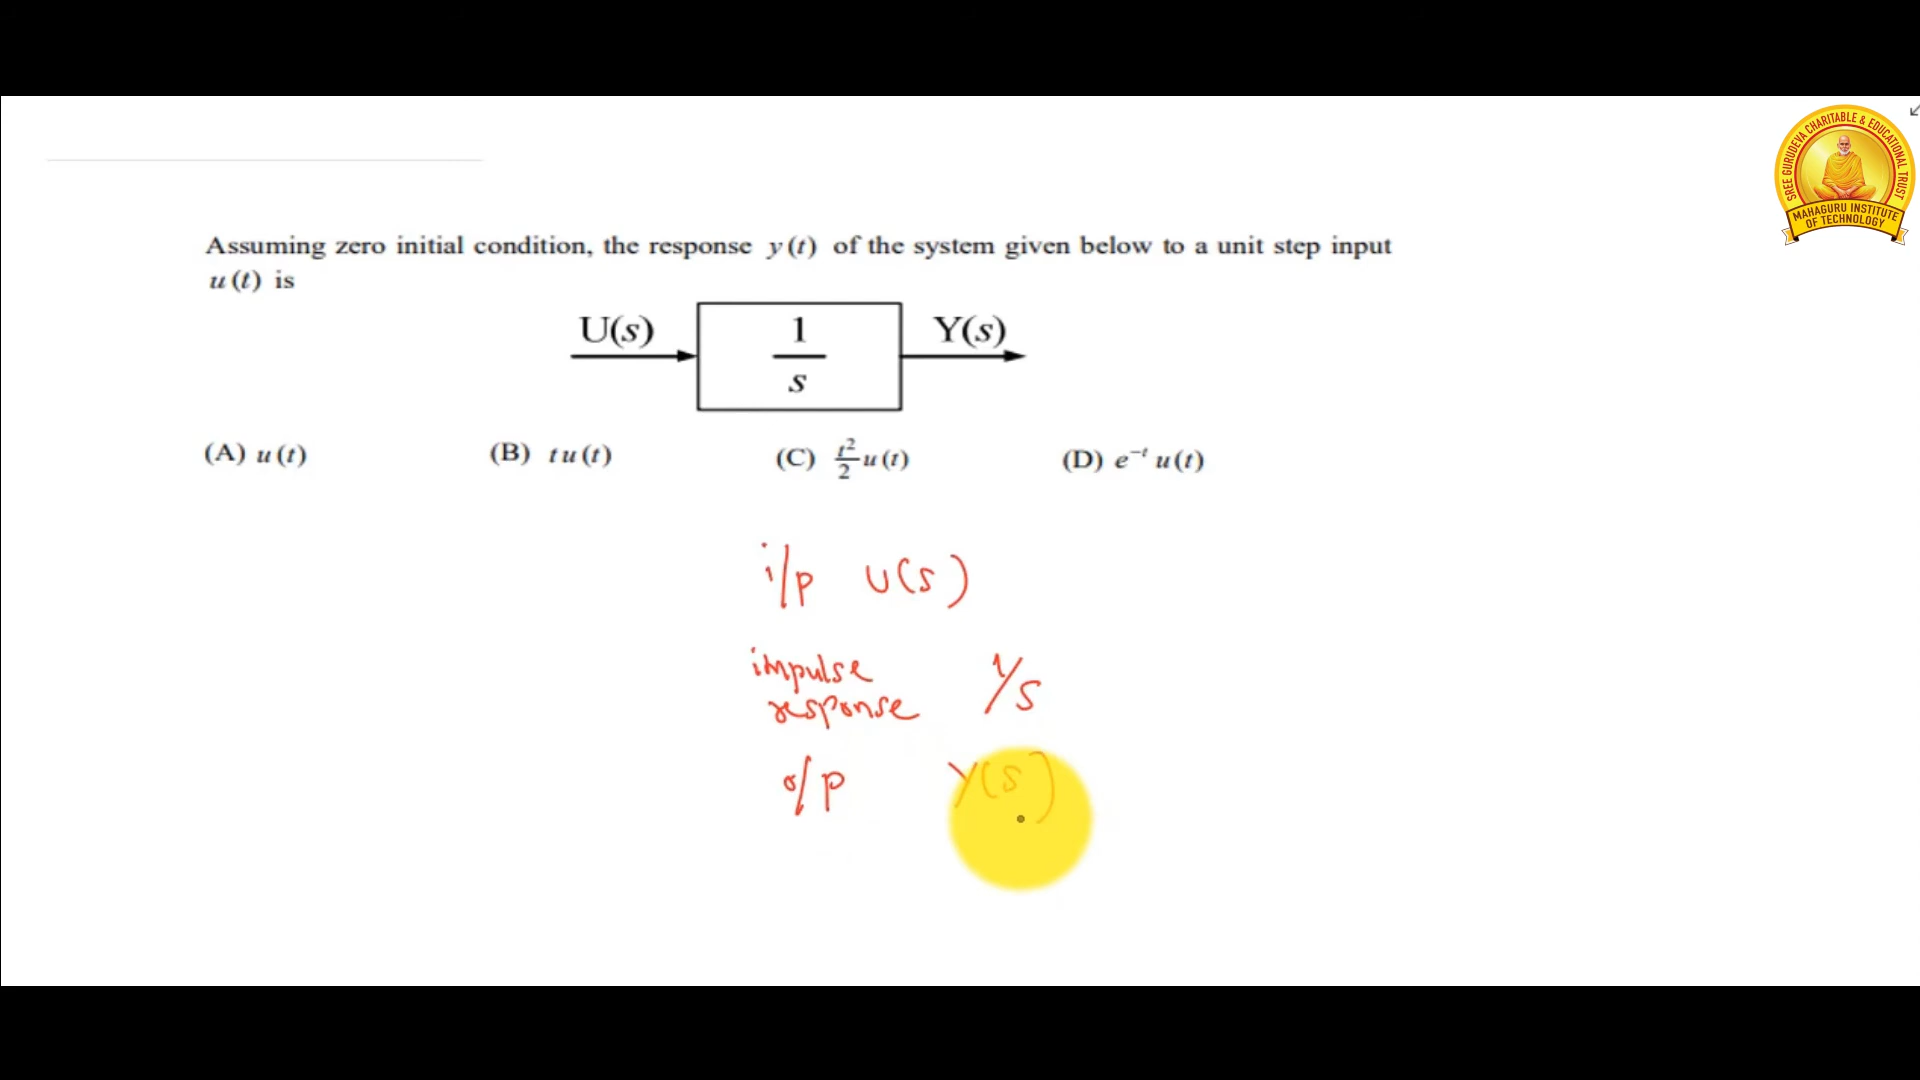 SREE GURUDEVA CHARITABLE & EDUCATIONAL TRUST
MAHAGURU INSTITUTE
OF TECHNOLOGY
Assuming zero initial condition, the response y(t) of the system given below to a unit step input
u(t) is
U(s) 1/s Y(s)
(A) u(t) (B) tu(t) (C) t²/2 u(t) (D) e⁻ᵗ u(t)
i/p U(s)
impulse
response 1/s
o/p Y(s)